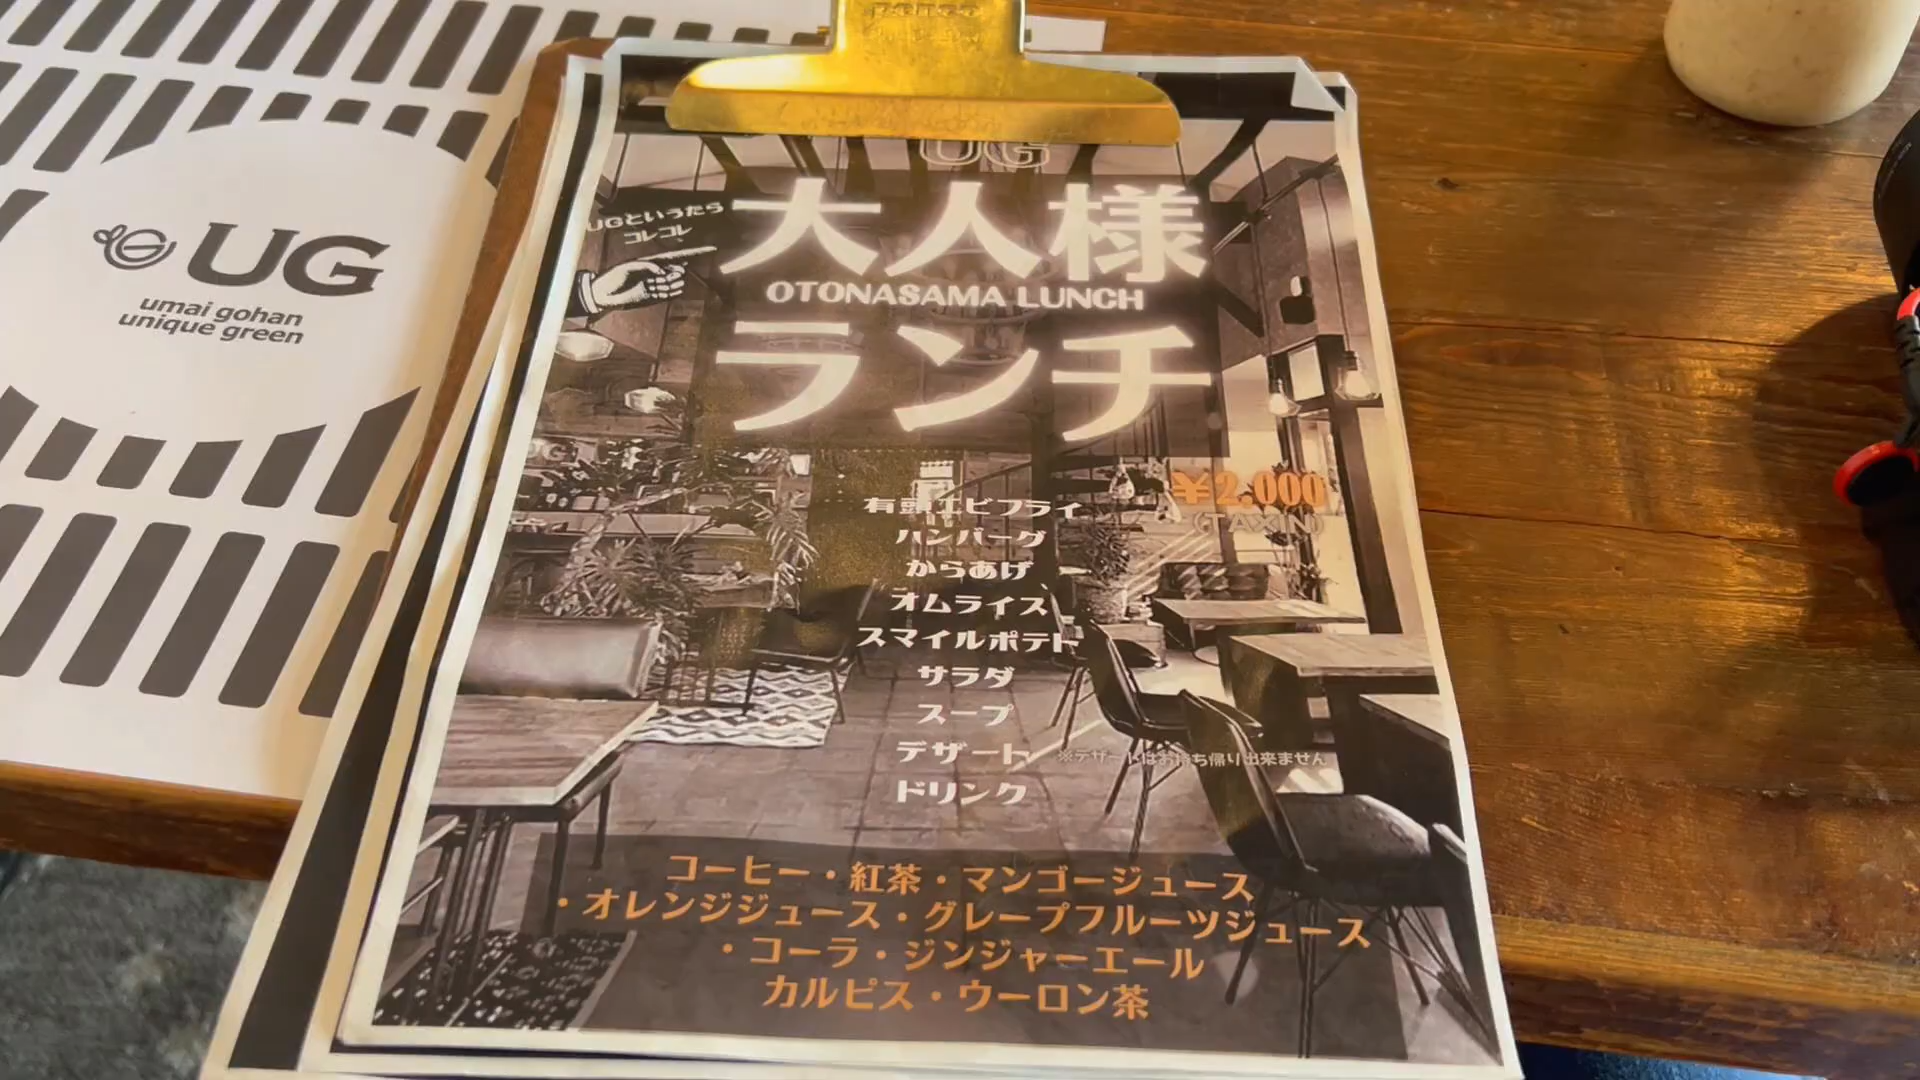 UG
umai gohan
unique green
UG
UGといったら
コレコレ
大人様
OTONASAMA LUNCH
ランチ
¥2,000
(TAXIN)
有頭エビフライ
ハンバーグ
からあげ
オムライス
スマイルポテト
サラダ
スープ
デザート ※デザートはお持ち帰り出来ません
ドリンク
コーヒー・紅茶・マンゴージュース
・オレンジジュース・グレープフルーツジュース
・コーラ・ジンジャーエール
カルピス・ウーロン茶